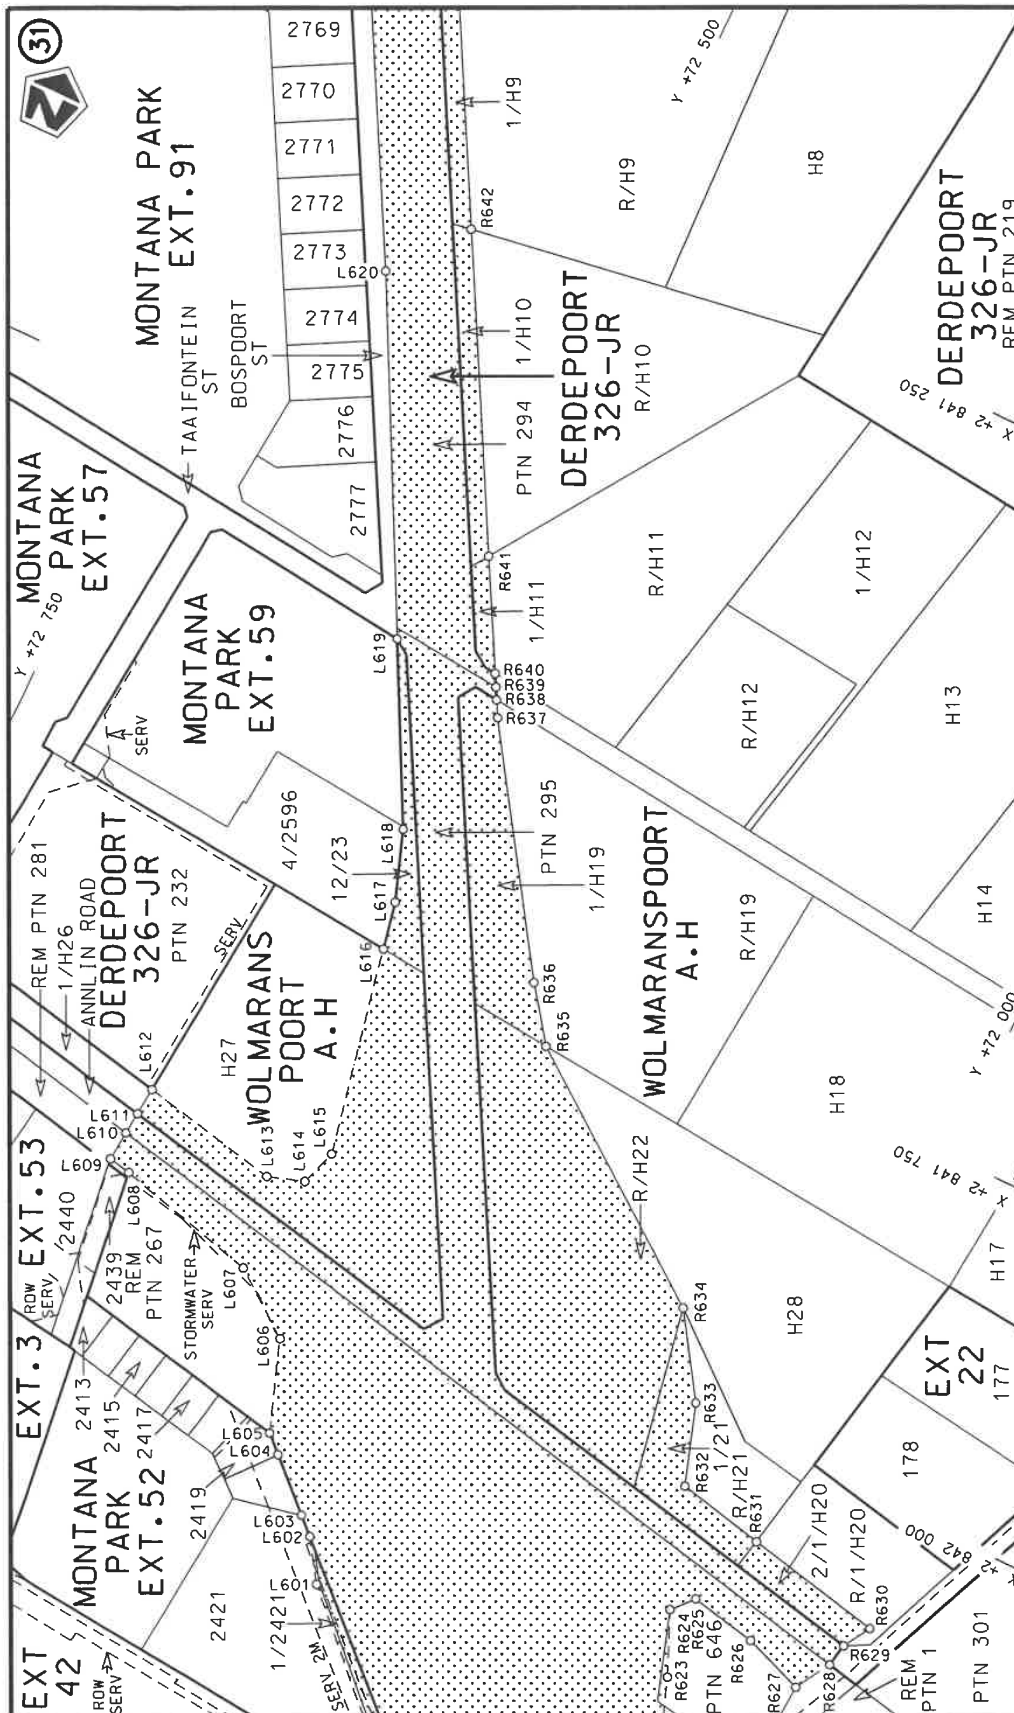 31
N
MONTANA PARK
EXT.91
2769
2770
2771
2772
2773
2774
2775
2776
2777
TAAIFONTEIN
ST
BOSPOORT
ST
L620
1/H9
Y +72 500
R/H9
H8
R642
DERDEPOORT
326-JR
REM PTN 219
1/H10
PTN 294
DERDEPOORT
326-JR
R/H10
X +2 841 250
MONTANA
PARK
EXT.57
Y +72 750
MONTANA
PARK
EXT.59
SERV
L619
R641
1/H11
R/H11
1/H12
R640
R639
R638
R637
R/H12
H13
H14
4/2596
12/23
L618
L617
L616
PTN 295
1/H19
R/H19
WOLMARANSPOORT
A.H
REM PTN 281
1/H26
ANNLIN ROAD
DERDEPOORT
326-JR
PTN 232
SERV
WOLMARANS
POORT
A.H
H27
L612
L611
L610
L609
L608
L613
L614
L615
R636
R635
H18
Y +72 000
X +2 841 750
H17
R/H22
EXT.53
2440
ROW
SERV
2439
REM
PTN 267
STORMWATER
SERV
L607
L606
L605
L604
L603
L602
L601
EXT.3
2413
2415
2417
2419
MONTANA
PARK
EXT.52
2421
1/2421
SERV 2M
EXT
42
ROW
SERV
R634
R633
R632
R631
1/21
R/H21
H28
EXT
22
177
178
2/1/H20
R/1/H20
X +2 842 000
R630
R629
R628
R627
R626
R625
R624
R623
PTN 646
REM
PTN 1
PTN 301